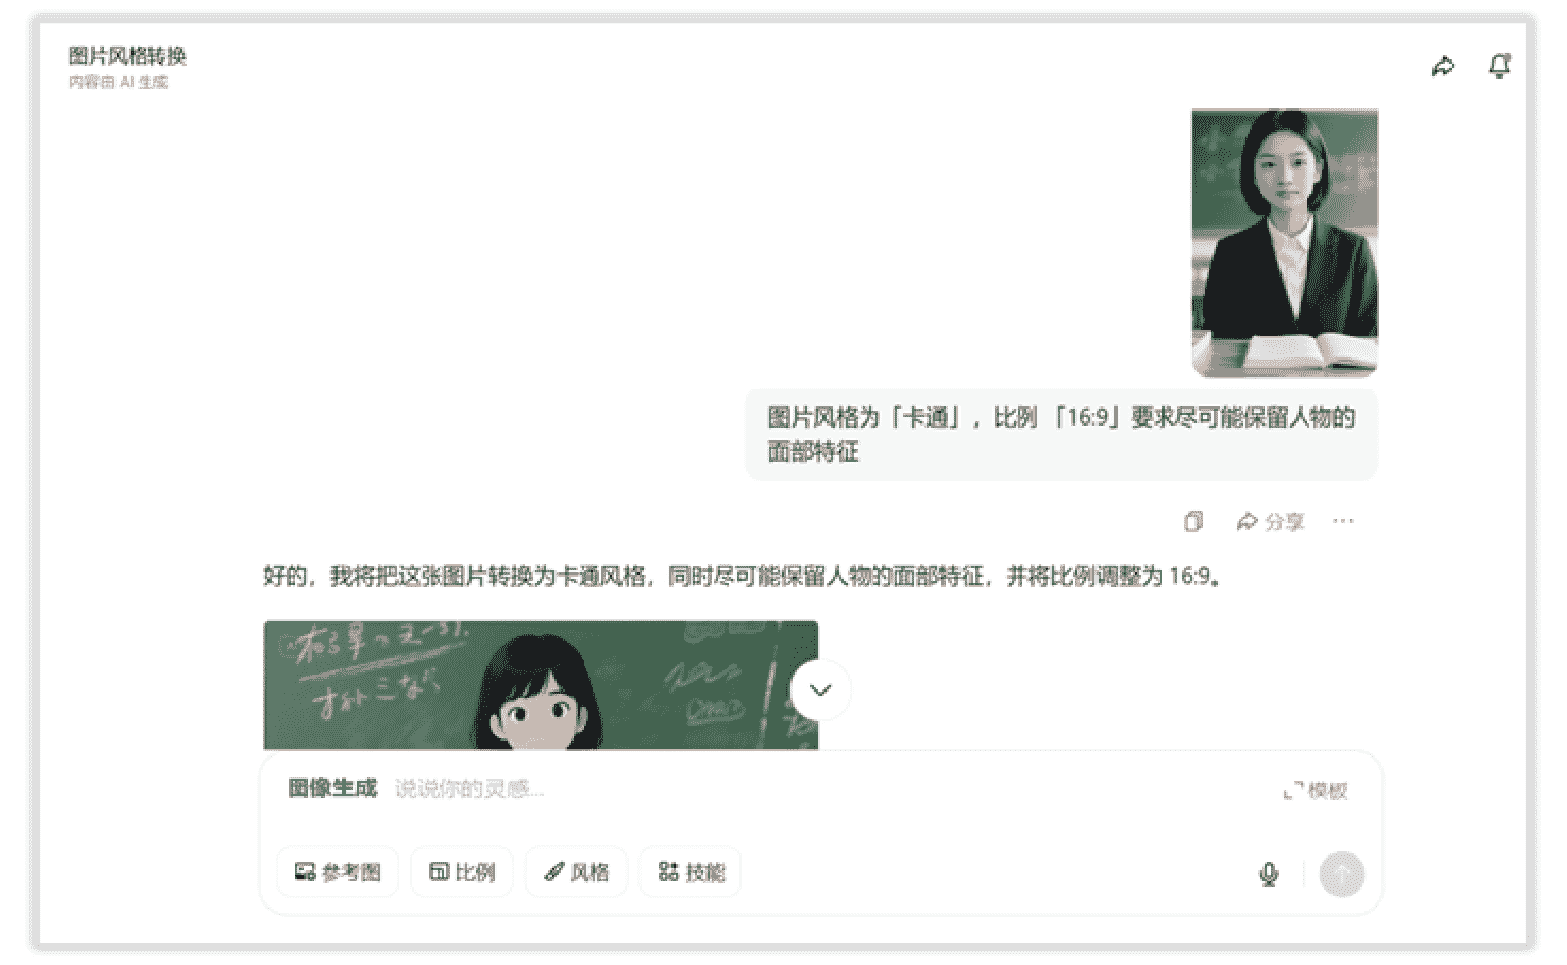 图片风格转换
内容由 AI 生成
图片风格为「卡通」，比例 「16:9」要求尽可能保留人物的
面部特征
分享
好的，我将把这张图片转换为卡通风格，同时尽可能保留人物的面部特征，并将比例调整为 16:9。
图像生成 说说你的灵感...
模板
参考图 比例 风格 技能